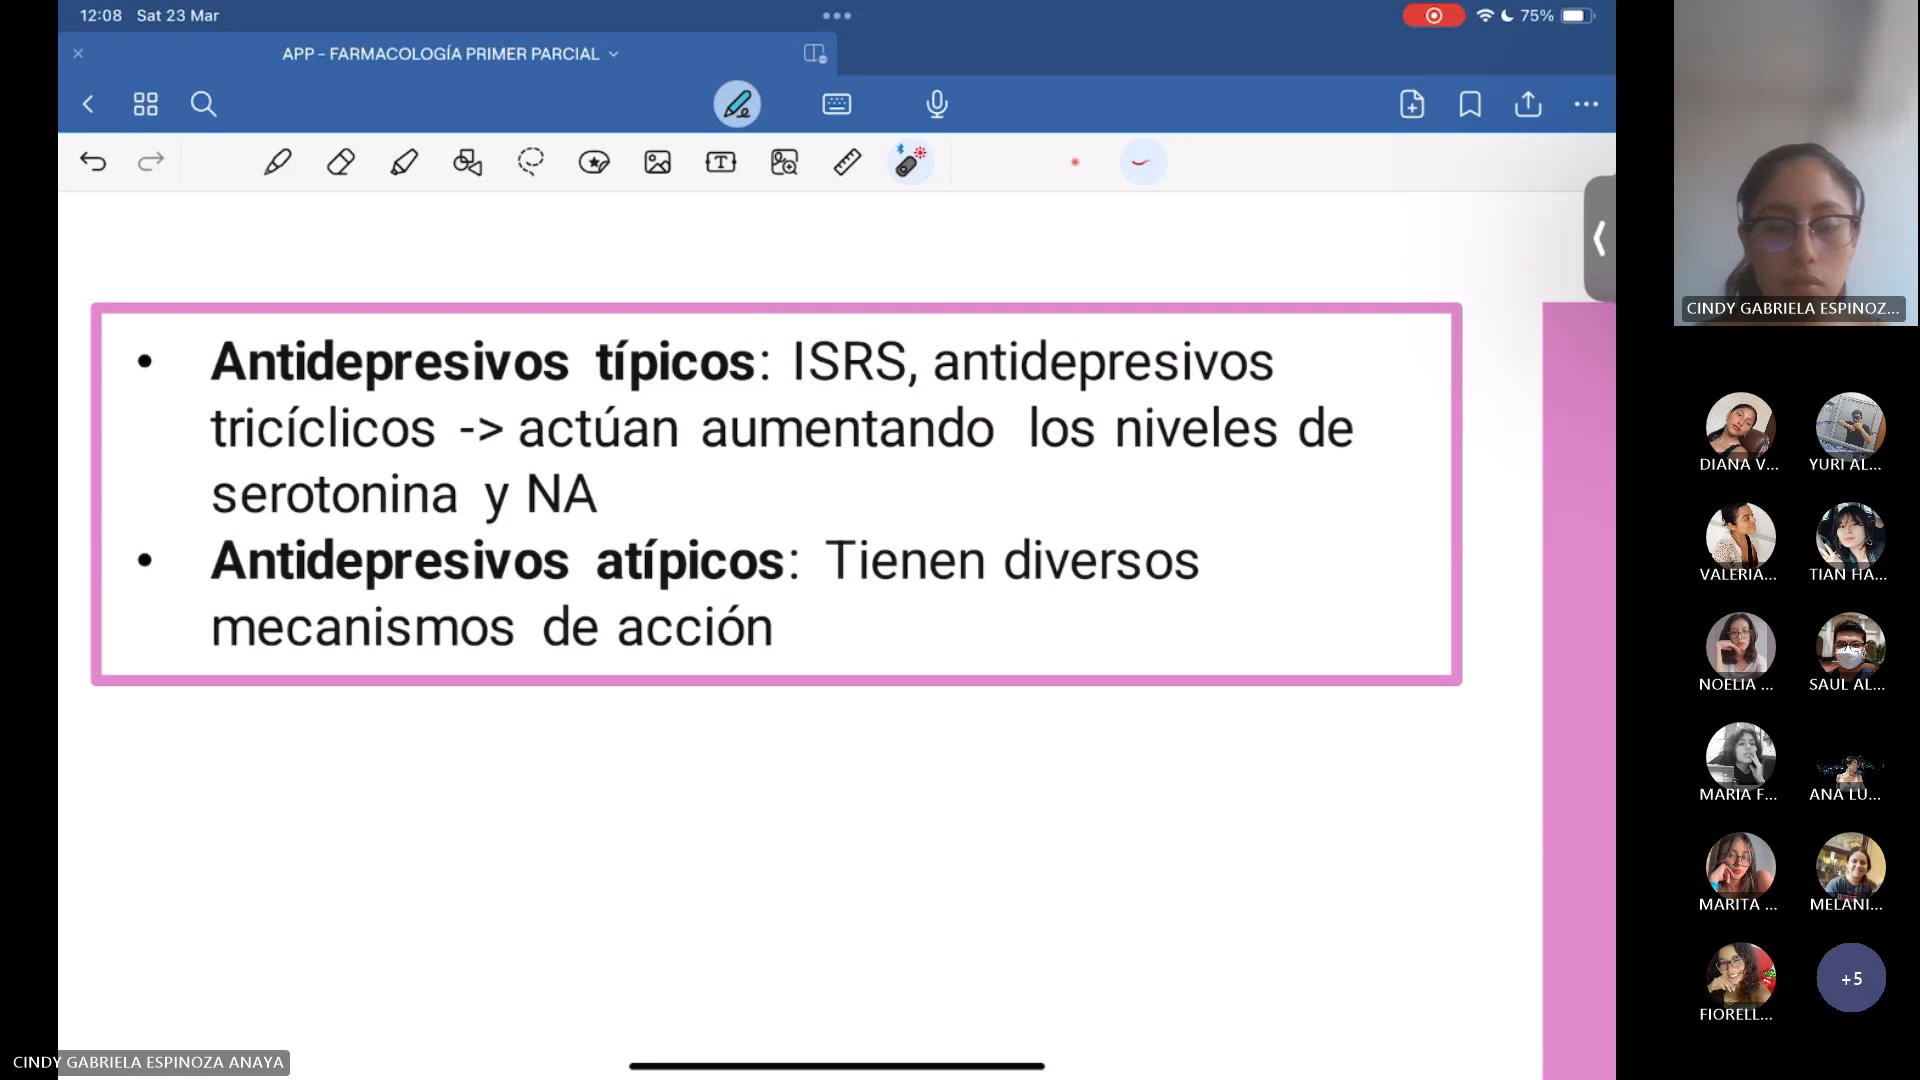 12:08 Sat 23 Mar
75%
APP - FARMACOLOGÍA PRIMER PARCIAL
• Antidepresivos típicos: ISRS, antidepresivos
tricíclicos -> actúan aumentando los niveles de
serotonina y NA
• Antidepresivos atípicos: Tienen diversos
mecanismos de acción
CINDY GABRIELA ESPINOZ...
DIANA V...
YURI AL...
VALERIA...
TIAN HA...
NOELIA ...
SAUL AL...
MARIA F...
ANA LU...
MARITA ...
MELANI...
FIORELL...
+5
CINDY GABRIELA ESPINOZA ANAYA